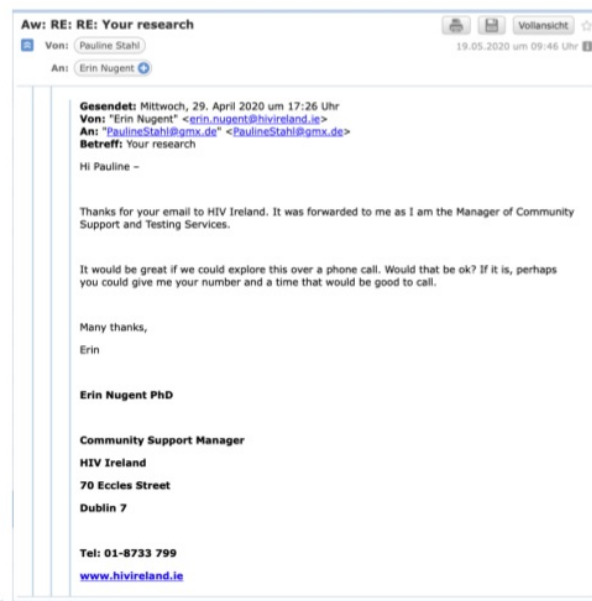 Aw: RE: RE: Your research
Vollansicht
Von: Pauline Stahl
19.05.2020 um 09:46 Uhr
An: Erin Nugent
Gesendet: Mittwoch, 29. April 2020 um 17:26 Uhr
Von: "Erin Nugent" <erin.nugent@hivireland.ie>
An: "PaulineStahl@gmx.de" <PaulineStahl@gmx.de>
Betreff: Your research
Hi Pauline –
Thanks for your email to HIV Ireland. It was forwarded to me as I am the Manager of Community
Support and Testing Services.
It would be great if we could explore this over a phone call. Would that be ok? If it is, perhaps
you could give me your number and a time that would be good to call.
Many thanks,
Erin
Erin Nugent PhD
Community Support Manager
HIV Ireland
70 Eccles Street
Dublin 7
Tel: 01-8733 799
www.hivireland.ie